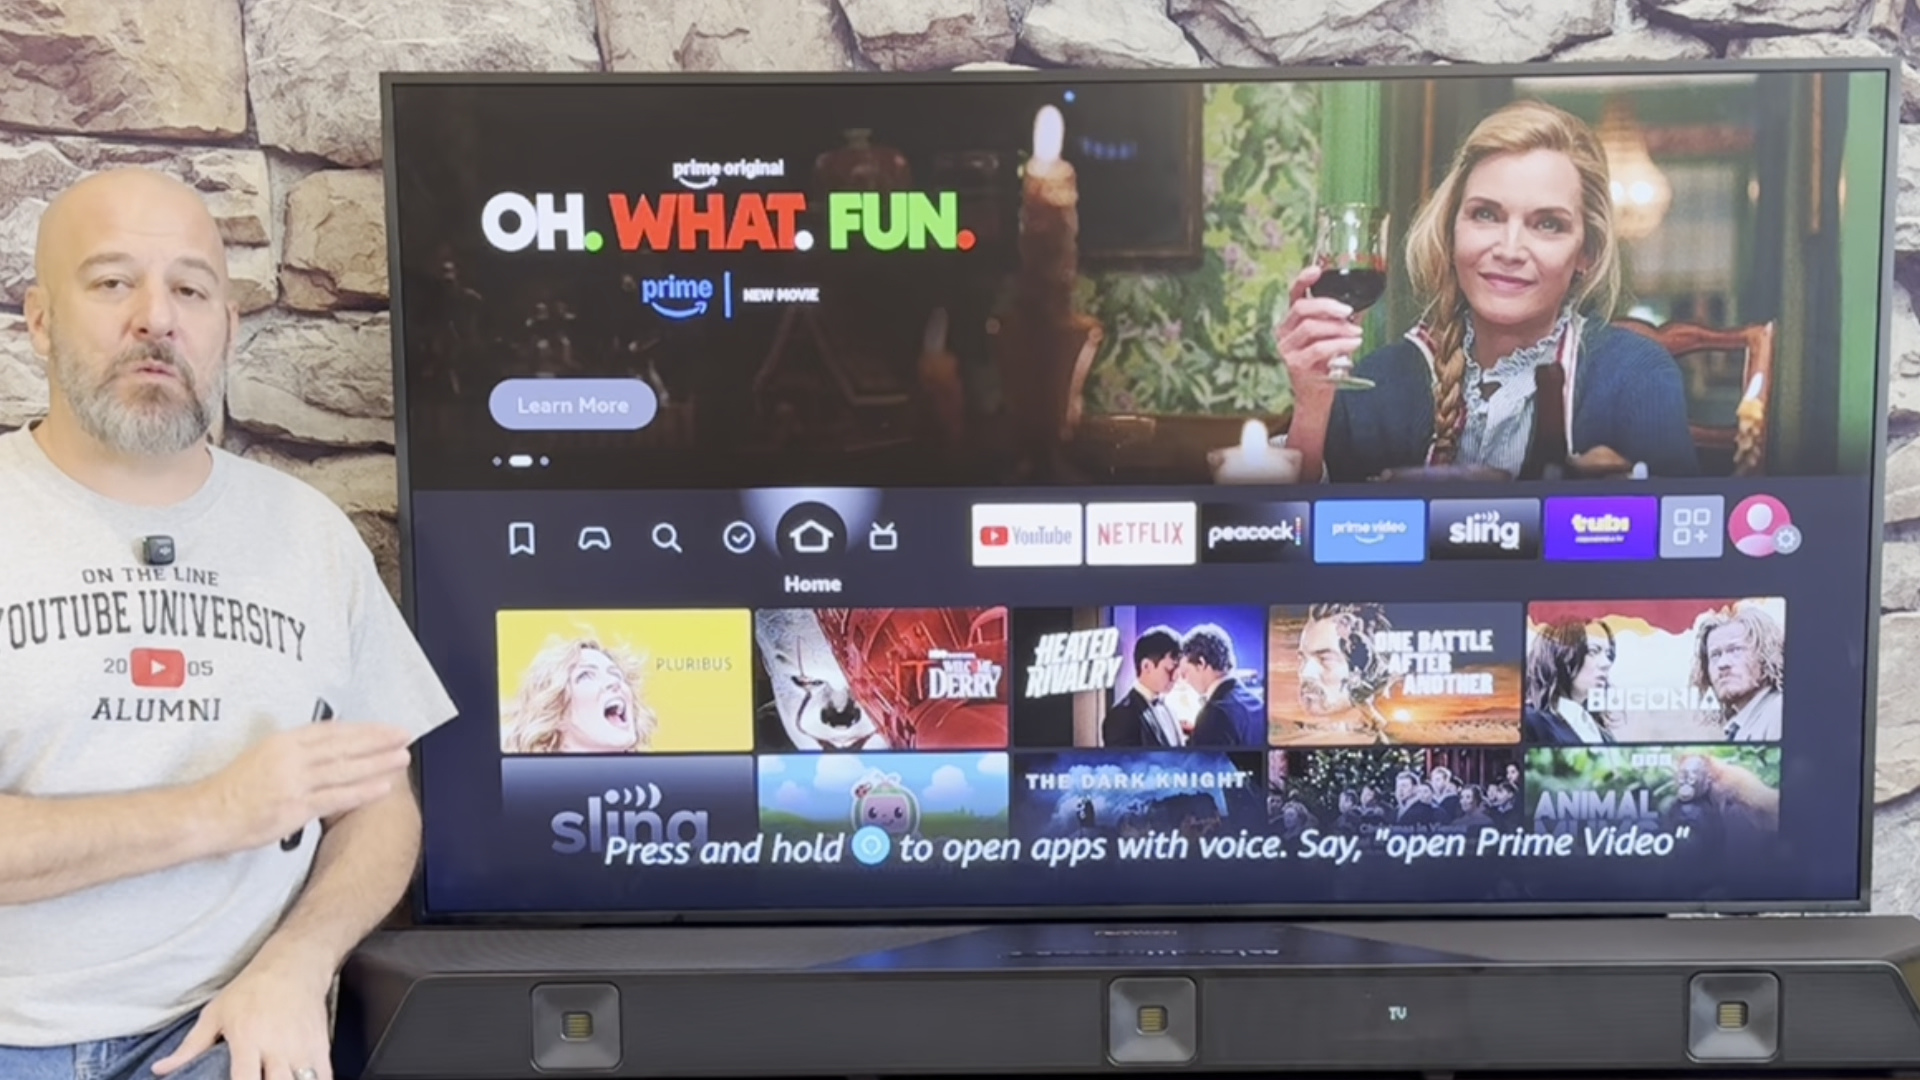 prime original
OH. WHAT. FUN.
prime | NEW MOVIE
Learn More
YouTube
NETFLIX
peacock
prime video
sling
tubi
Home
PLURIBUS
DERRY
HEATED
RIVALRY
ONE BATTLE
AFTER
ANOTHER
BUGONIA
sling
THE DARK KNIGHT
BBC
ANIMAL
Press and hold to open apps with voice. Say, "open Prime Video"
TV
ON THE LINE
YOUTUBE UNIVERSITY
20 05
ALUMNI